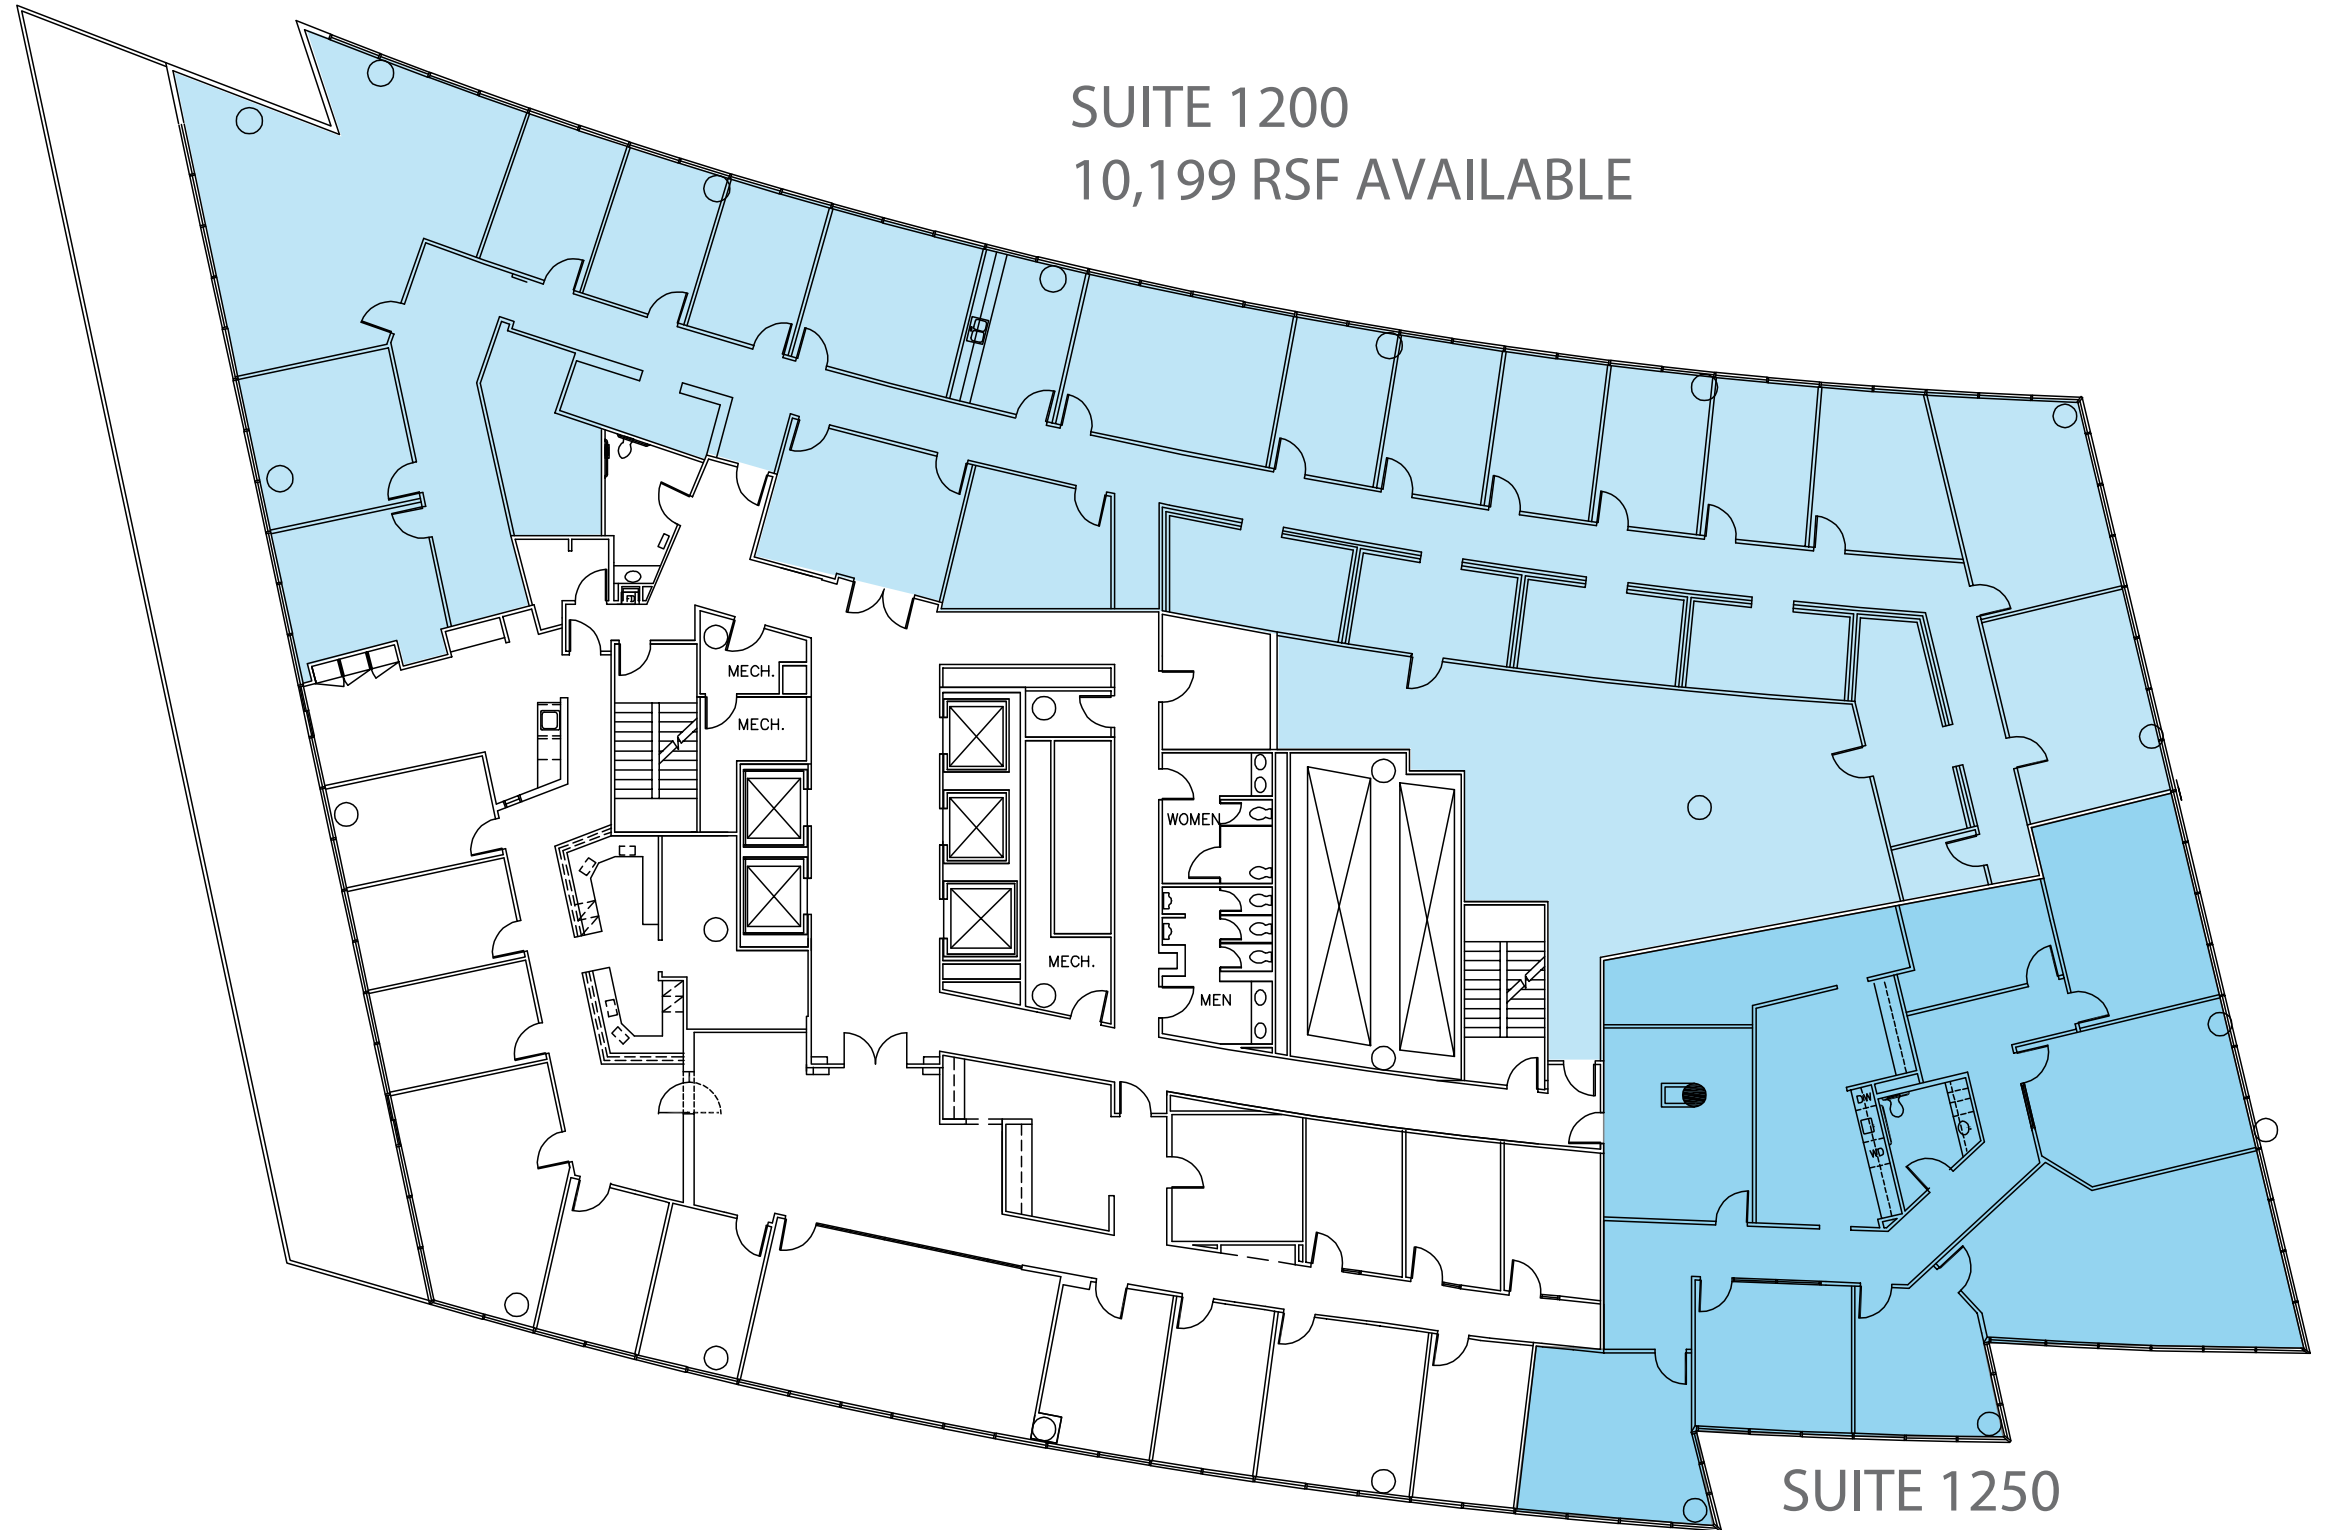 SUITE 1200
10,199 RSF AVAILABLE
MECH.
MECH.
WOMEN
MECH.
MEN
DW
WD
SUITE 1250